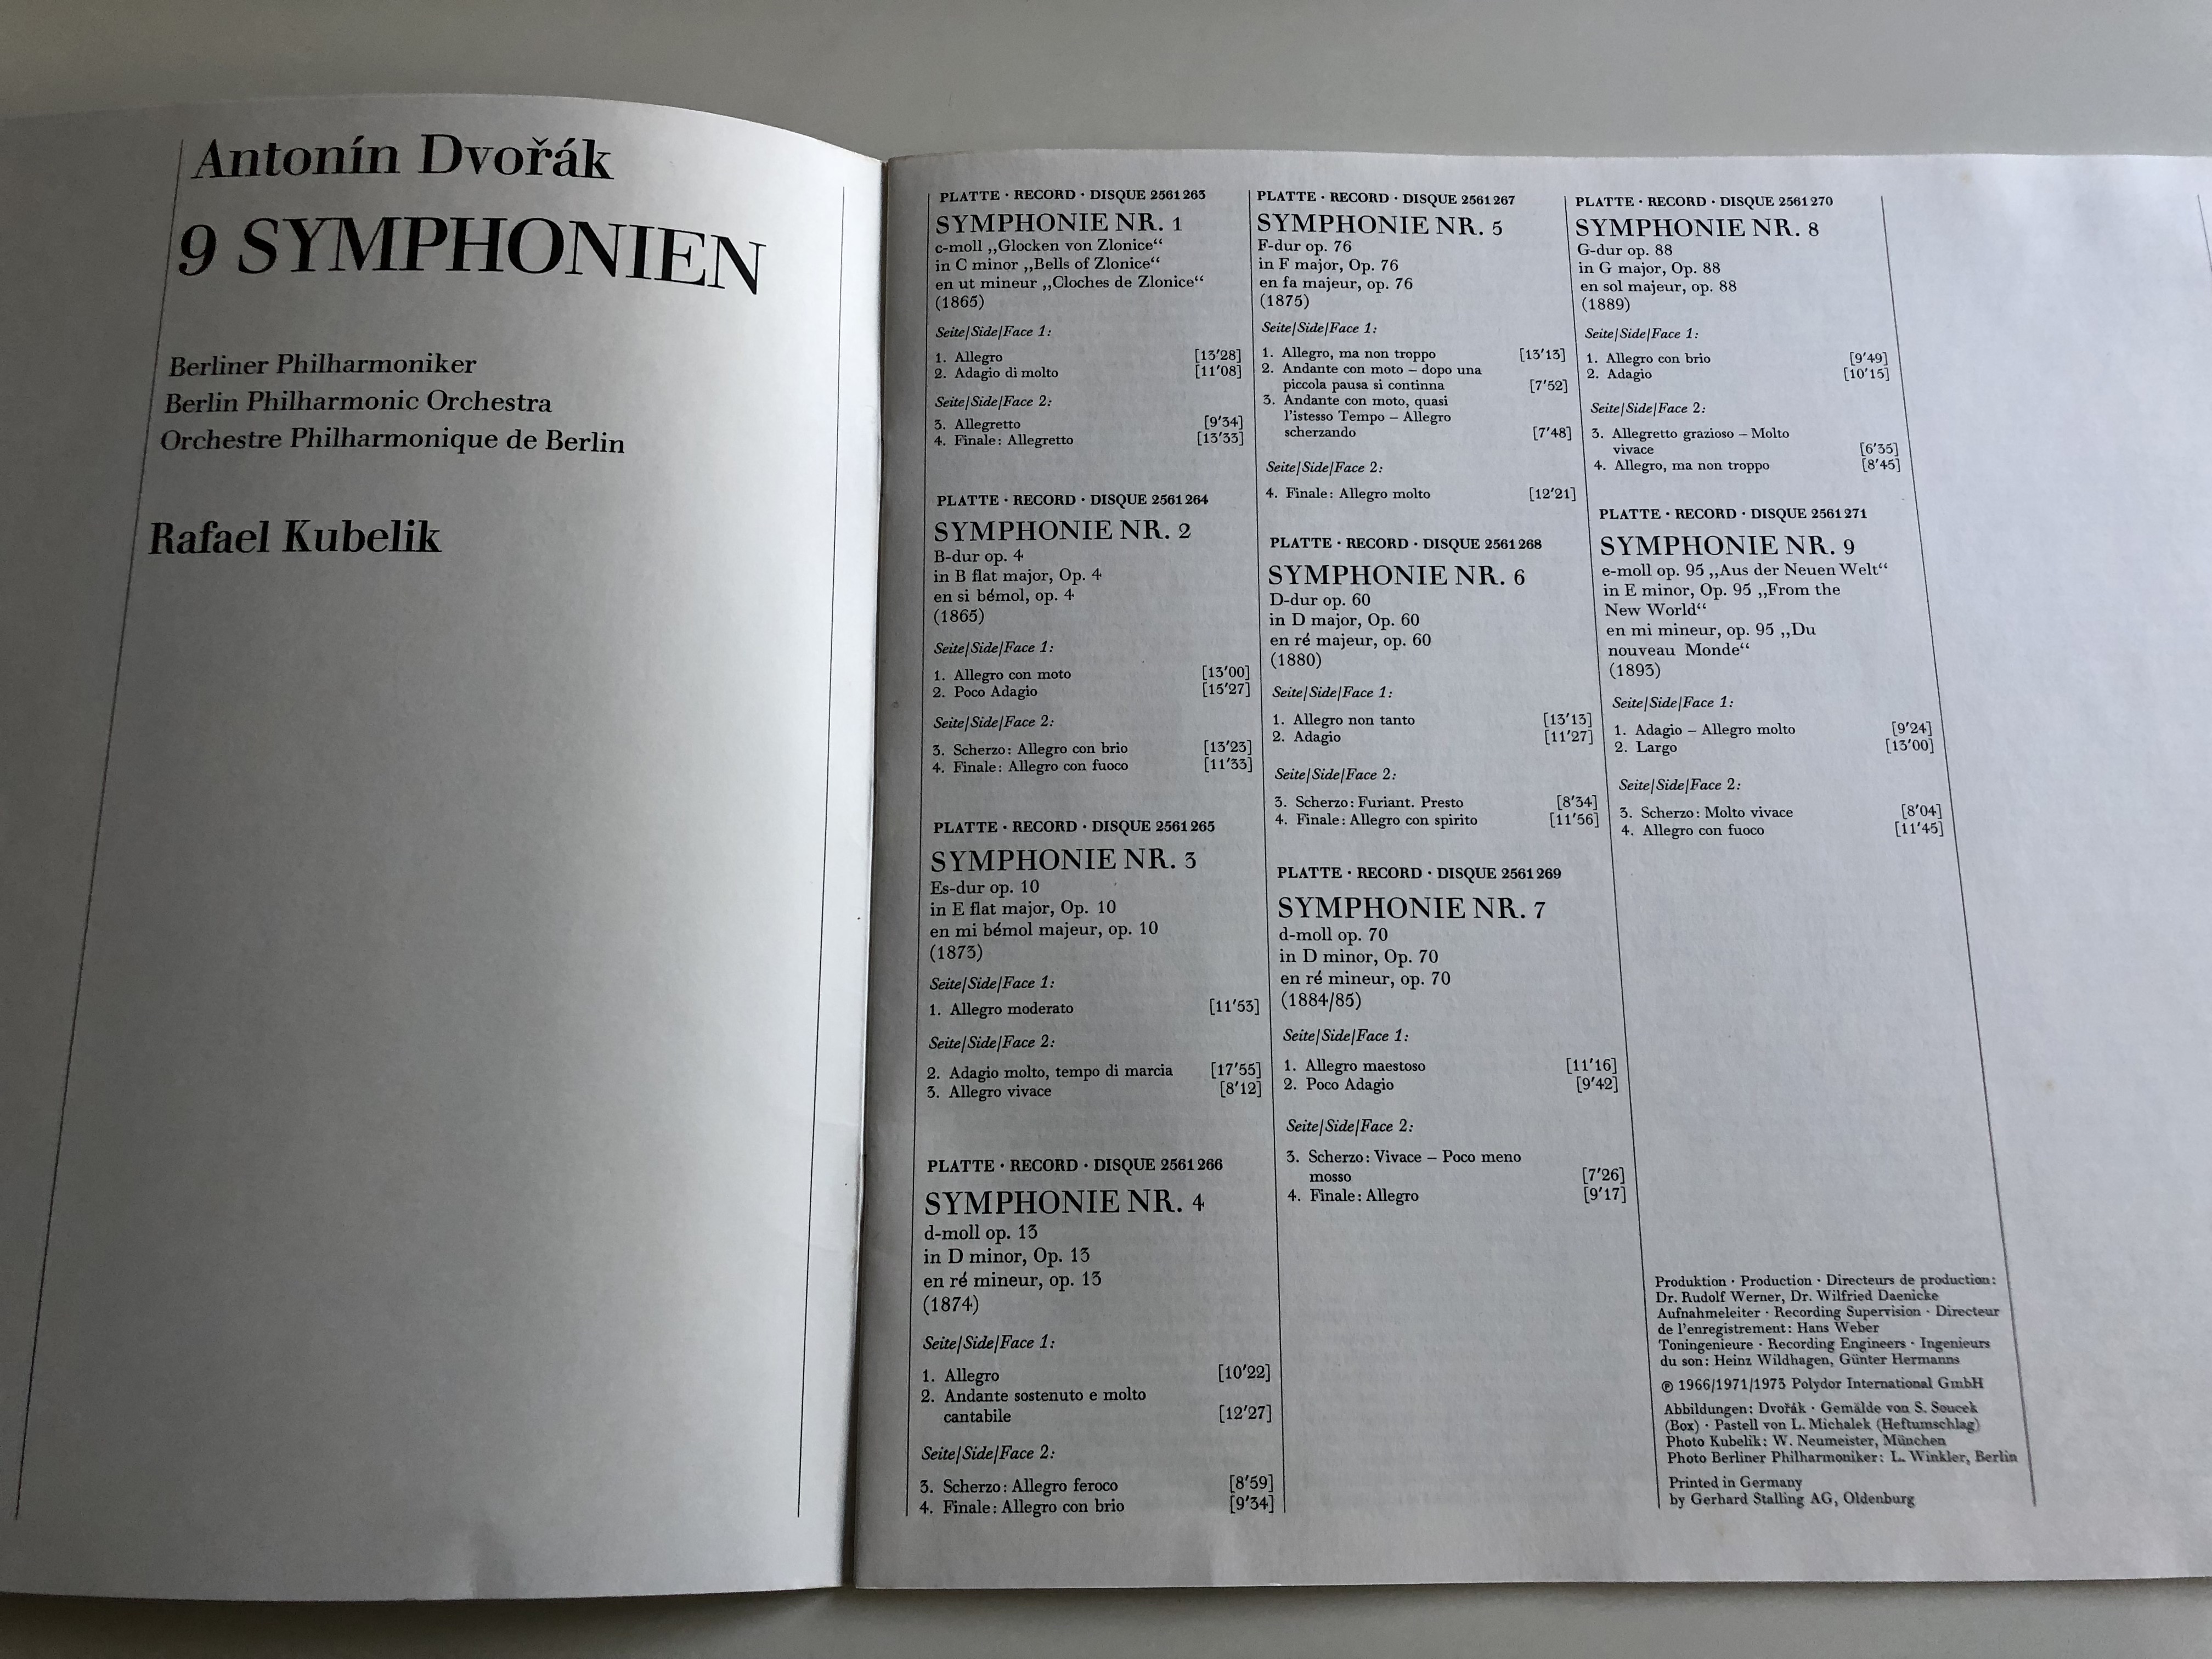 Antonín Dvořák
9 SYMPHONIEN
Berliner Philharmoniker
Berlin Philharmonic Orchestra
Orchestre Philharmonique de Berlin
Rafael Kubelik
PLATTE · RECORD · DISQUE 2561 263
SYMPHONIE NR. 1
c-moll „Glocken von Zlonice“
in C minor „Bells of Zlonice“
en ut mineur „Cloches de Zlonice“
(1865)
Seite/Side/Face 1:
1. Allegro [13′28]
2. Adagio di molto [11′08]
Seite/Side/Face 2:
3. Allegretto [9′34]
4. Finale: Allegretto [13′33]
PLATTE · RECORD · DISQUE 2561 264
SYMPHONIE NR. 2
B-dur op. 4
in B flat major, Op. 4
en si bémol, op. 4
(1865)
Seite/Side/Face 1:
1. Allegro con moto [13′00]
2. Poco Adagio [15′27]
Seite/Side/Face 2:
3. Scherzo: Allegro con brio [13′23]
4. Finale: Allegro con fuoco [11′33]
PLATTE · RECORD · DISQUE 2561 265
SYMPHONIE NR. 3
Es-dur op. 10
in E flat major, Op. 10
en mi bémol majeur, op. 10
(1873)
Seite/Side/Face 1:
1. Allegro moderato [11′53]
Seite/Side/Face 2:
2. Adagio molto, tempo di marcia [17′55]
3. Allegro vivace [8′12]
PLATTE · RECORD · DISQUE 2561 266
SYMPHONIE NR. 4
d-moll op. 13
in D minor, Op. 13
en ré mineur, op. 13
(1874)
Seite/Side/Face 1:
1. Allegro [10′22]
2. Andante sostenuto e molto
cantabile [12′27]
Seite/Side/Face 2:
3. Scherzo: Allegro feroco [8′59]
4. Finale: Allegro con brio [9′34]
PLATTE · RECORD · DISQUE 2561 267
SYMPHONIE NR. 5
F-dur op. 76
in F major, Op. 76
en fa majeur, op. 76
(1875)
Seite/Side/Face 1:
1. Allegro, ma non troppo [13′13]
2. Andante con moto – dopo una
piccola pausa si continna [7′52]
3. Andante con moto, quasi
l’istesso Tempo – Allegro
scherzando [7′48]
Seite/Side/Face 2:
4. Finale: Allegro molto [12′21]
PLATTE · RECORD · DISQUE 2561 268
SYMPHONIE NR. 6
D-dur op. 60
in D major, Op. 60
en ré majeur, op. 60
(1880)
Seite/Side/Face 1:
1. Allegro non tanto [13′13]
2. Adagio [11′27]
Seite/Side/Face 2:
3. Scherzo: Furiant. Presto [8′34]
4. Finale: Allegro con spirito [11′56]
PLATTE · RECORD · DISQUE 2561 269
SYMPHONIE NR. 7
d-moll op. 70
in D minor, Op. 70
en ré mineur, op. 70
(1884/85)
Seite/Side/Face 1:
1. Allegro maestoso [11′16]
2. Poco Adagio [9′42]
Seite/Side/Face 2:
3. Scherzo: Vivace – Poco meno
mosso [7′26]
4. Finale: Allegro [9′17]
PLATTE · RECORD · DISQUE 2561 270
SYMPHONIE NR. 8
G-dur op. 88
in G major, Op. 88
en sol majeur, op. 88
(1889)
Seite/Side/Face 1:
1. Allegro con brio [9′49]
2. Adagio [10′15]
Seite/Side/Face 2:
3. Allegretto grazioso – Molto
vivace [6′35]
4. Allegro, ma non troppo [8′45]
PLATTE · RECORD · DISQUE 2561 271
SYMPHONIE NR. 9
e-moll op. 95 „Aus der Neuen Welt“
in E minor, Op. 95 „From the
New World“
en mi mineur, op. 95 „Du
nouveau Monde“
(1893)
Seite/Side/Face 1:
1. Adagio – Allegro molto [9′24]
2. Largo [13′00]
Seite/Side/Face 2:
3. Scherzo: Molto vivace [8′04]
4. Allegro con fuoco [11′45]
Produktion · Production · Directeurs de production:
Dr. Rudolf Werner, Dr. Wilfried Daenicke
Aufnahmeleiter · Recording Supervision · Directeur
de l’enregistrement: Hans Weber
Toningenieure · Recording Engineers · Ingenieurs
du son: Heinz Wildhagen, Günter Hermanns
℗ 1966/1971/1973 Polydor International GmbH
Abbildungen: Dvořák · Gemälde von S. Soucek
(Box) · Pastell von L. Michalek (Heftumschlag)
Photo Kubelik: W. Neumeister, München
Photo Berliner Philharmoniker: L. Winkler, Berlin
Printed in Germany
by Gerhard Stalling AG, Oldenburg